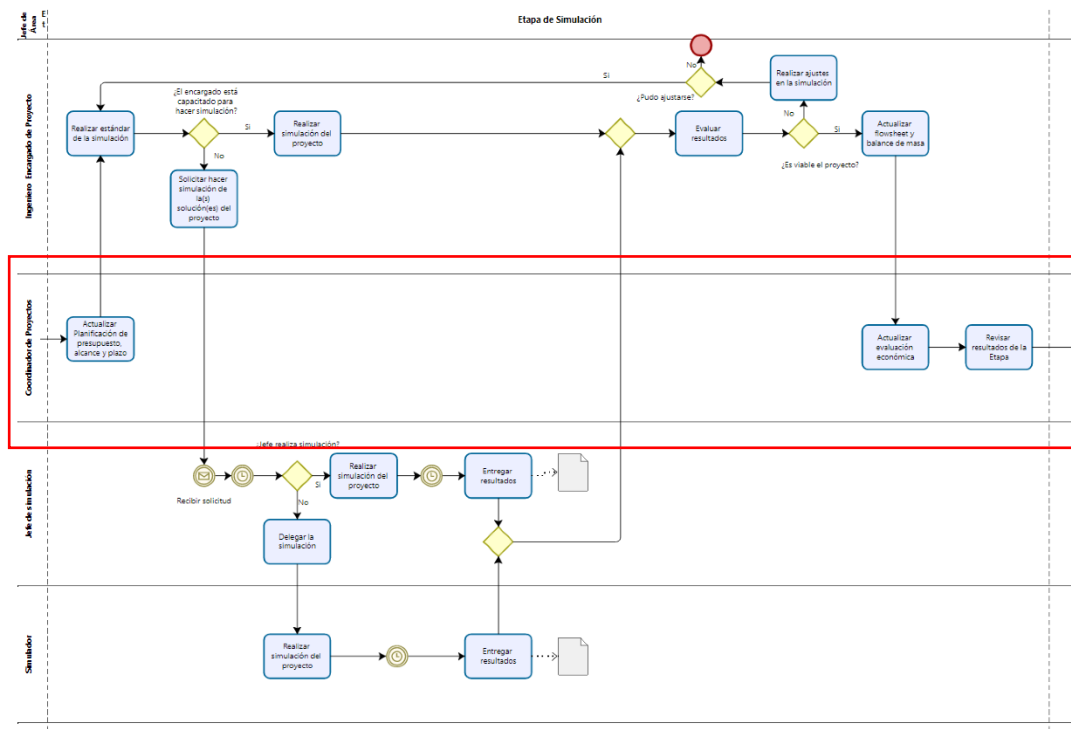 Jefe de
Área
E
t
Etapa de Simulación
Ingeniero Encargado de Proyecto
No
Si
¿Pudo ajustarse?
Realizar ajustes
en la simulación
¿El encargado está
capacitado para
hacer simulación?
Realizar estándar
de la simulación
Si
No
Realizar
simulación del
proyecto
Solicitar hacer
simulación de
la(s)
solución(es) del
proyecto
Evaluar
resultados
No
Si
¿Es viable el proyecto?
Actualizar
flowsheet y
balance de masa
Coordinador de Proyectos
Actualizar
Planificación de
presupuesto,
alcance y plazo
Actualizar
evaluación
económica
Revisar
resultados de la
Etapa
Jefe de simulación
Recibir solicitud
¿Jefe realiza simulación?
Si
No
Realizar
simulación del
proyecto
Entregar
resultados
Delegar la
simulación
Simulador
Realizar
simulación del
proyecto
Entregar
resultados